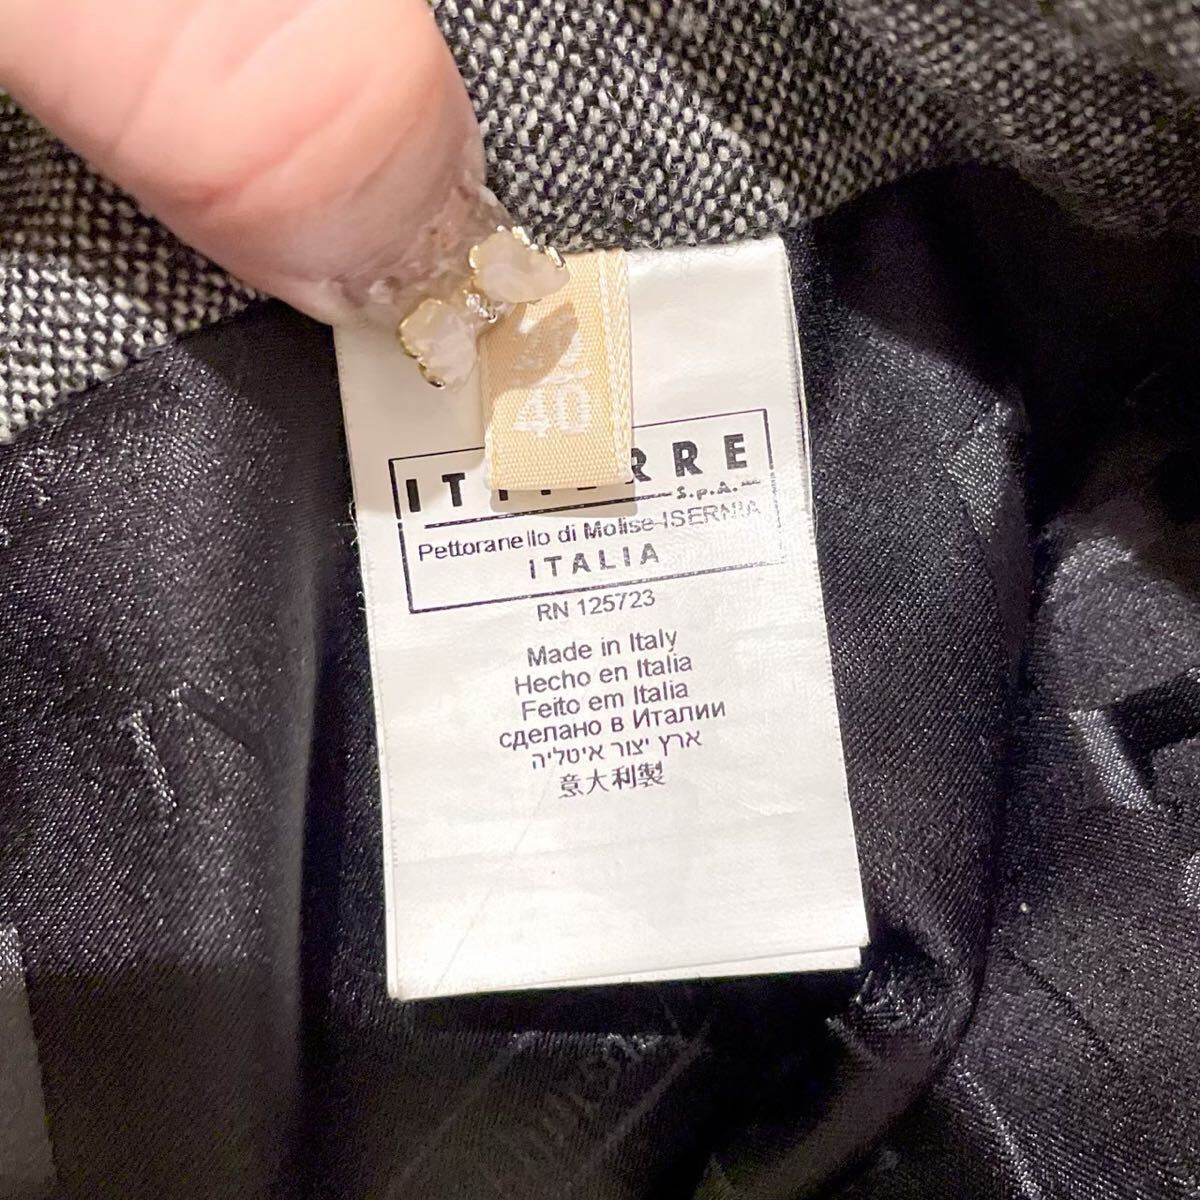 40
IT RRE
S.p.A.
Pettoranello di Molise-ISERNIA
ITALIA
RN 125723
Made in Italy
Hecho en Italia
Feito em Italia
сделано в Италии
ארץ יצור איטליה
意大利製